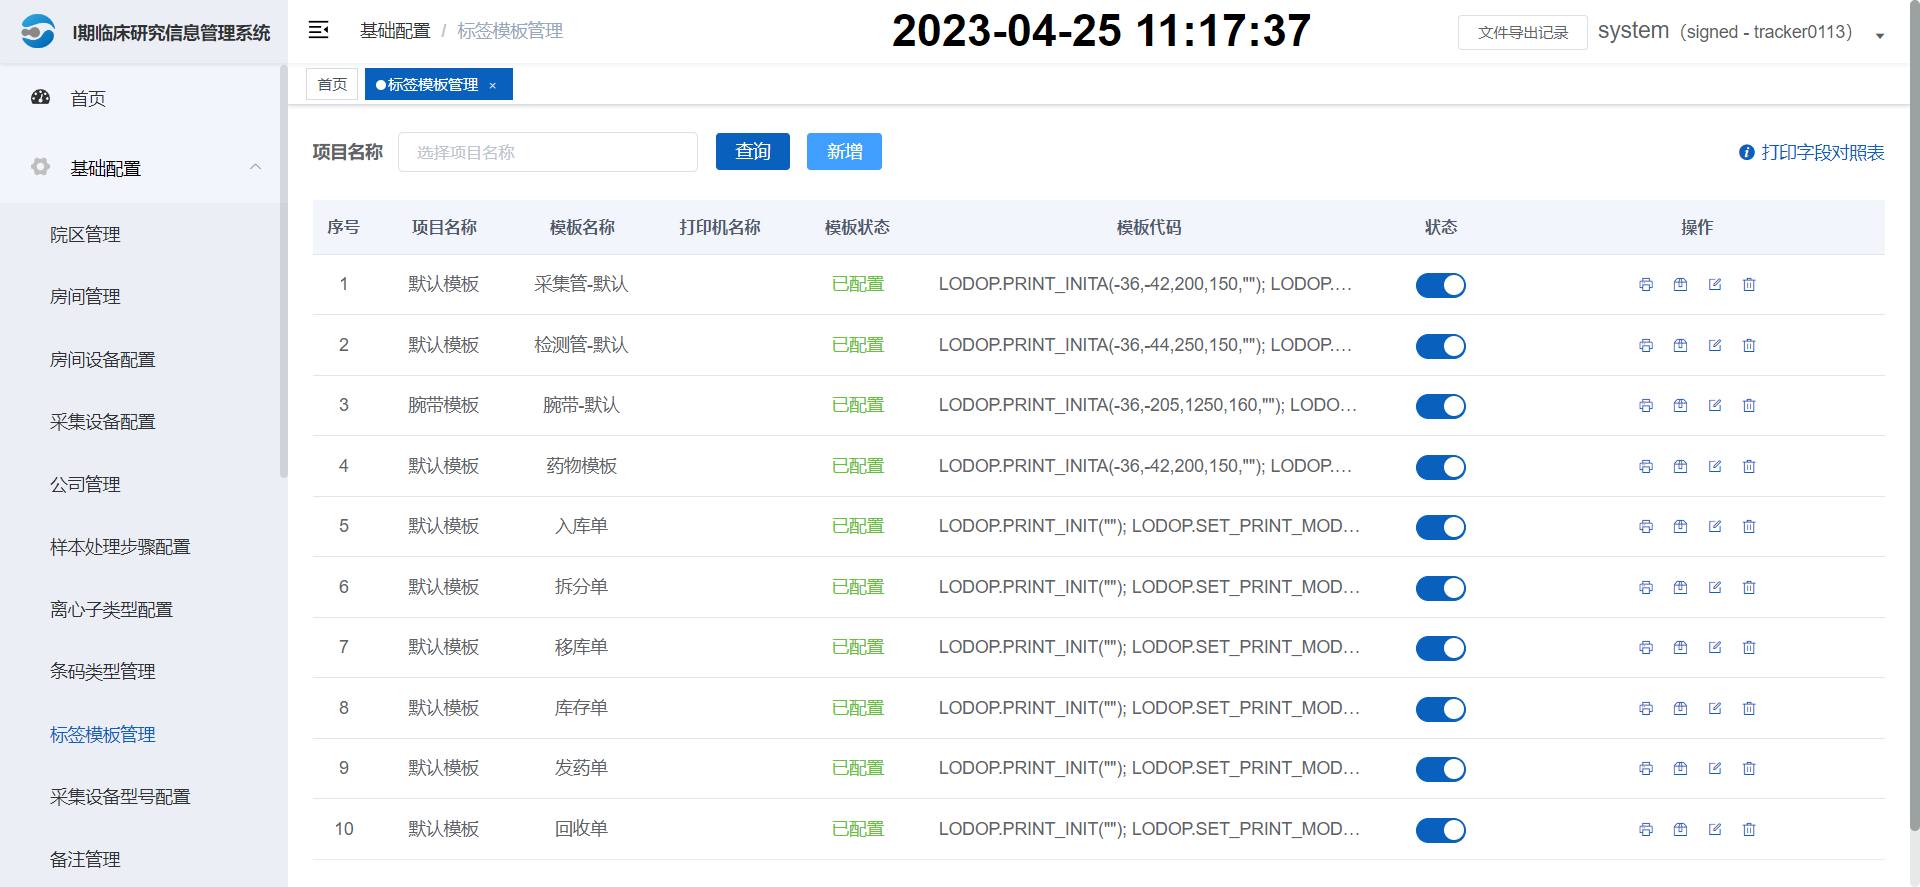 I期临床研究信息管理系统
基础配置 / 标签模板管理
2023-04-25 11:17:37
文件导出记录
system（signed - tracker0113）
首页
标签模板管理 ×
首页
基础配置
院区管理
房间管理
房间设备配置
采集设备配置
公司管理
样本处理步骤配置
离心子类型配置
条码类型管理
标签模板管理
采集设备型号配置
备注管理
项目名称 选择项目名称 查询 新增 打印字段对照表
序号 项目名称 模板名称 打印机名称 模板状态 模板代码 状态 操作
1 默认模板 采集管-默认 已配置 LODOP.PRINT_INITA(-36,-42,200,150,""); LODOP....
2 默认模板 检测管-默认 已配置 LODOP.PRINT_INITA(-36,-44,250,150,""); LODOP....
3 腕带模板 腕带-默认 已配置 LODOP.PRINT_INITA(-36,-205,1250,160,""); LODO...
4 默认模板 药物模板 已配置 LODOP.PRINT_INITA(-36,-42,200,150,""); LODOP....
5 默认模板 入库单 已配置 LODOP.PRINT_INIT(""); LODOP.SET_PRINT_MOD...
6 默认模板 拆分单 已配置 LODOP.PRINT_INIT(""); LODOP.SET_PRINT_MOD...
7 默认模板 移库单 已配置 LODOP.PRINT_INIT(""); LODOP.SET_PRINT_MOD...
8 默认模板 库存单 已配置 LODOP.PRINT_INIT(""); LODOP.SET_PRINT_MOD...
9 默认模板 发药单 已配置 LODOP.PRINT_INIT(""); LODOP.SET_PRINT_MOD...
10 默认模板 回收单 已配置 LODOP.PRINT_INIT(""); LODOP.SET_PRINT_MOD...